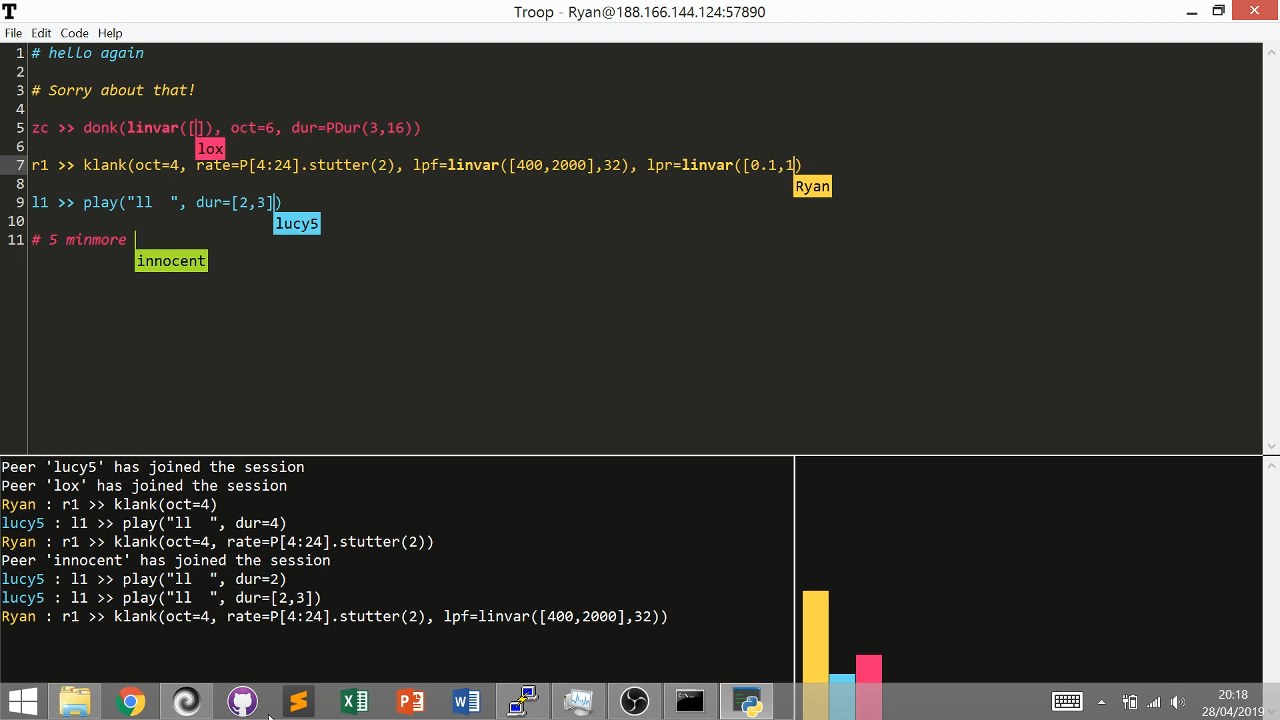 Troop - Ryan@188.166.144.124:57890
File Edit Code Help
1 # hello again
2
3 # Sorry about that!
4
5 zc >> donk(linvar([]), oct=6, dur=PDur(3,16))
6 lox
7 r1 >> klank(oct=4, rate=P[4:24].stutter(2), lpf=linvar([400,2000],32), lpr=linvar([0.1,1)
8 Ryan
9 l1 >> play("ll  ", dur=[2,3])
10 lucy5
11 # 5 minmore
innocent
Peer 'lucy5' has joined the session
Peer 'lox' has joined the session
Ryan : r1 >> klank(oct=4)
lucy5 : l1 >> play("ll  ", dur=4)
Ryan : r1 >> klank(oct=4, rate=P[4:24].stutter(2))
Peer 'innocent' has joined the session
lucy5 : l1 >> play("ll  ", dur=2)
lucy5 : l1 >> play("ll  ", dur=[2,3])
Ryan : r1 >> klank(oct=4, rate=P[4:24].stutter(2), lpf=linvar([400,2000],32))
20:18
28/04/2019